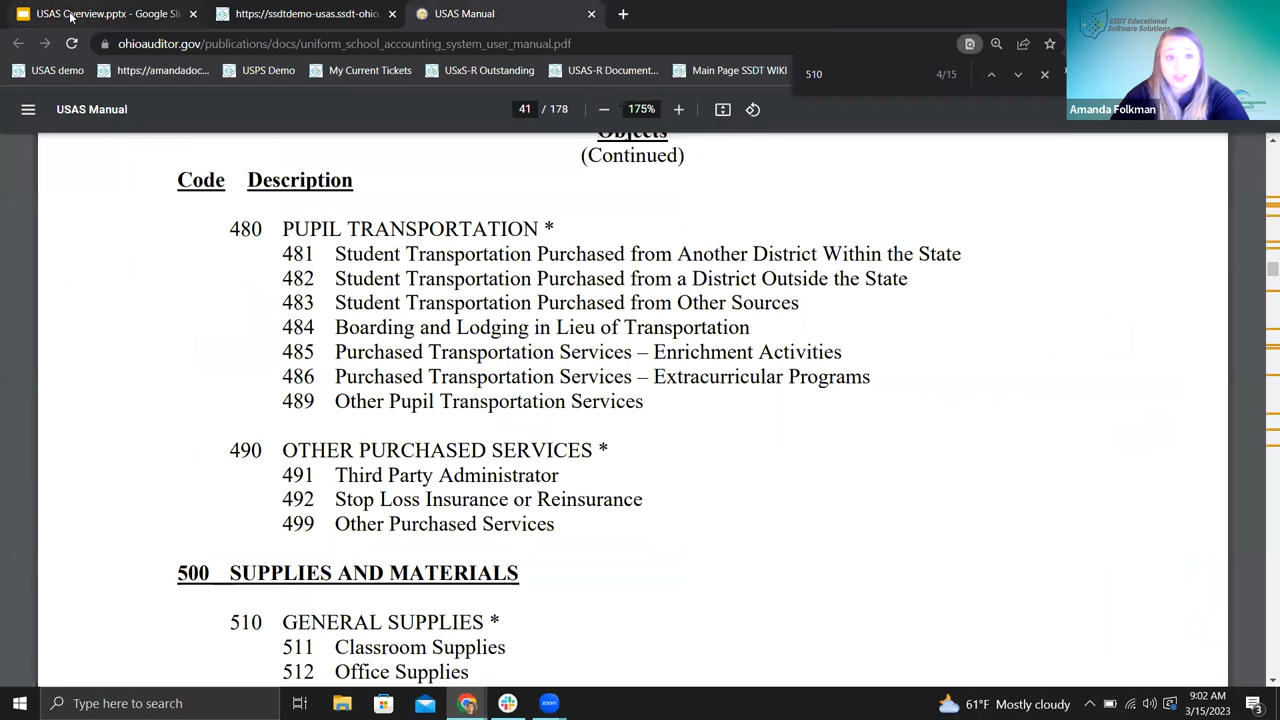 USAS Overview.pptx - Google Sli
https://ssdtdemo-usas.ssdt-ohio.
USAS Manual
ohioauditor.gov/publications/docs/uniform_school_accounting_system_user_manual.pdf
USAS demo
https://amandadoc...
USPS Demo
My Current Tickets
USxS Outstanding
USAS-R Document...
Main Page SSDT WIKI
510
4/15
SSDT Educational
Software Solutions
Amanda Folkman
USAS Manual
41 / 178
175%
Objects
(Continued)
Code Description
480 PUPIL TRANSPORTATION *
481 Student Transportation Purchased from Another District Within the State
482 Student Transportation Purchased from a District Outside the State
483 Student Transportation Purchased from Other Sources
484 Boarding and Lodging in Lieu of Transportation
485 Purchased Transportation Services – Enrichment Activities
486 Purchased Transportation Services – Extracurricular Programs
489 Other Pupil Transportation Services
490 OTHER PURCHASED SERVICES *
491 Third Party Administrator
492 Stop Loss Insurance or Reinsurance
499 Other Purchased Services
500 SUPPLIES AND MATERIALS
510 GENERAL SUPPLIES *
511 Classroom Supplies
512 Office Supplies
Type here to search
61°F Mostly cloudy
9:02 AM
3/15/2023
3